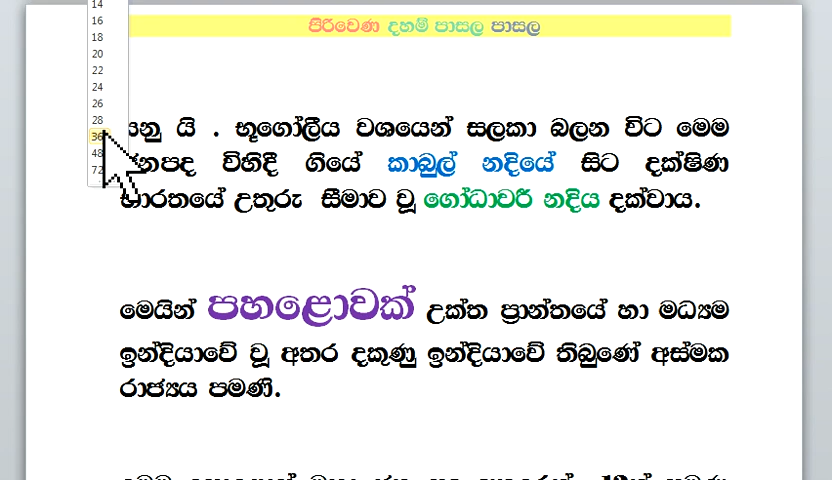 14
16
18
20
22
24
26
28
36
48
72
පිරිවෙණ දහම් පාසල පාසල
යනු යි . භූගෝලීය වශයෙන් සලකා බලන විට මෙම
ජනපද විහිදී ගියේ කාබුල් නදියේ සිට දක්ෂිණ
භාරතයේ උතුරු සීමාව වූ ගෝධාවරී නදිය දක්වාය.
මෙයින් පහළොවක් උක්ත ප්‍රාන්තයේ හා මධ්‍යම
ඉන්දියාවේ වූ අතර දකුණු ඉන්දියාවේ තිබුණේ අස්මක
රාජ්‍යය පමණි.